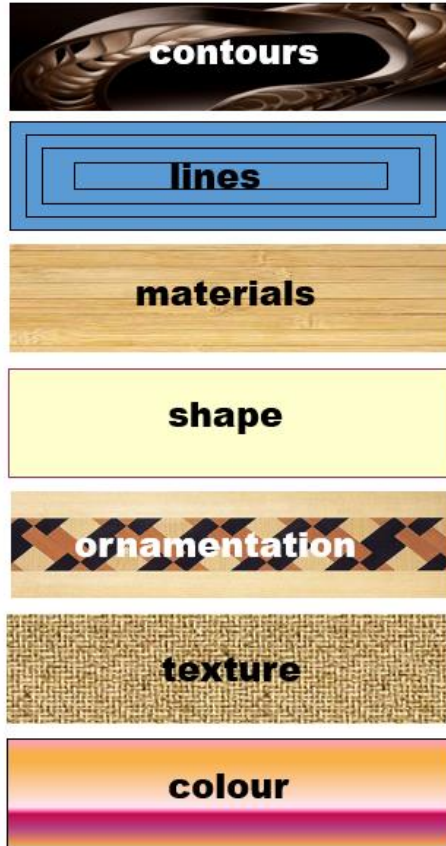 contours
lines
materials
shape
ornamentation
texture
colour